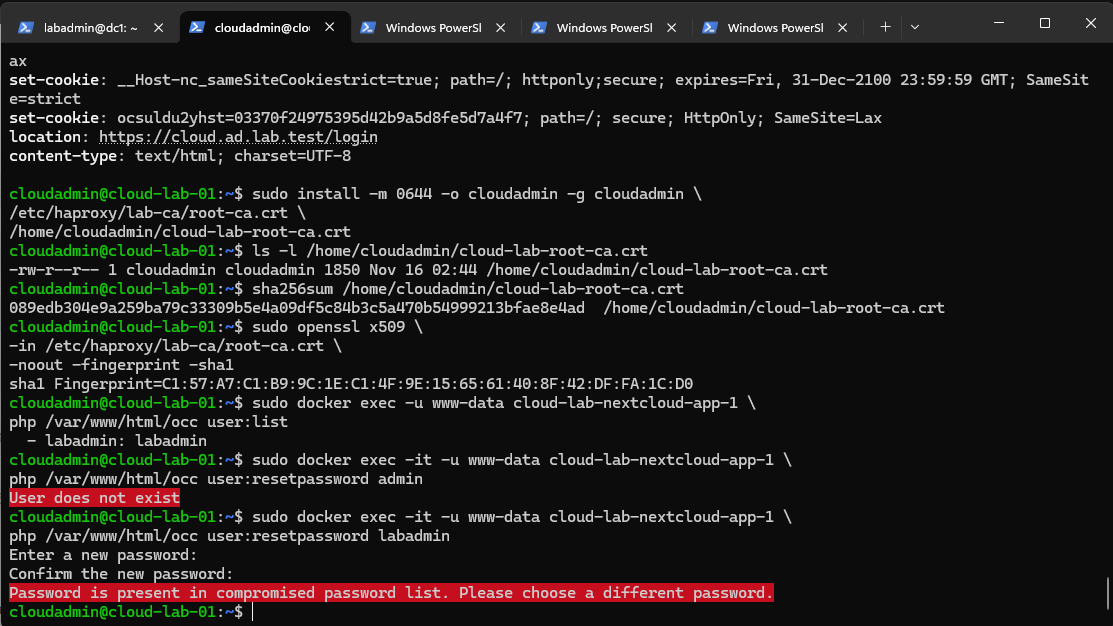 labadmin@dc1: ~
cloudadmin@clo
Windows PowerSl
Windows PowerSl
Windows PowerSl
ax
set-cookie: __Host-nc_sameSiteCookiestrict=true; path=/; httponly;secure; expires=Fri, 31-Dec-2100 23:59:59 GMT; SameSit
e=strict
set-cookie: ocsuldu2yhst=03370f24975395d42b9a5d8fe5d7a4f7; path=/; secure; HttpOnly; SameSite=Lax
location: https://cloud.ad.lab.test/login
content-type: text/html; charset=UTF-8
cloudadmin@cloud-lab-01:~$ sudo install -m 0644 -o cloudadmin -g cloudadmin \
/etc/haproxy/lab-ca/root-ca.crt \
/home/cloudadmin/cloud-lab-root-ca.crt
cloudadmin@cloud-lab-01:~$ ls -l /home/cloudadmin/cloud-lab-root-ca.crt
-rw-r--r-- 1 cloudadmin cloudadmin 1850 Nov 16 02:44 /home/cloudadmin/cloud-lab-root-ca.crt
cloudadmin@cloud-lab-01:~$ sha256sum /home/cloudadmin/cloud-lab-root-ca.crt
089edb304e9a259ba79c33309b5e4a09df5c84b3c5a470b54999213bfae8e4ad  /home/cloudadmin/cloud-lab-root-ca.crt
cloudadmin@cloud-lab-01:~$ sudo openssl x509 \
-in /etc/haproxy/lab-ca/root-ca.crt \
-noout -fingerprint -sha1
sha1 Fingerprint=C1:57:A7:C1:B9:9C:1E:C1:4F:9E:15:65:61:40:8F:42:DF:FA:1C:D0
cloudadmin@cloud-lab-01:~$ sudo docker exec -u www-data cloud-lab-nextcloud-app-1 \
php /var/www/html/occ user:list
  - labadmin: labadmin
cloudadmin@cloud-lab-01:~$ sudo docker exec -it -u www-data cloud-lab-nextcloud-app-1 \
php /var/www/html/occ user:resetpassword admin
User does not exist
cloudadmin@cloud-lab-01:~$ sudo docker exec -it -u www-data cloud-lab-nextcloud-app-1 \
php /var/www/html/occ user:resetpassword labadmin
Enter a new password:
Confirm the new password:
Password is present in compromised password list. Please choose a different password.
cloudadmin@cloud-lab-01:~$